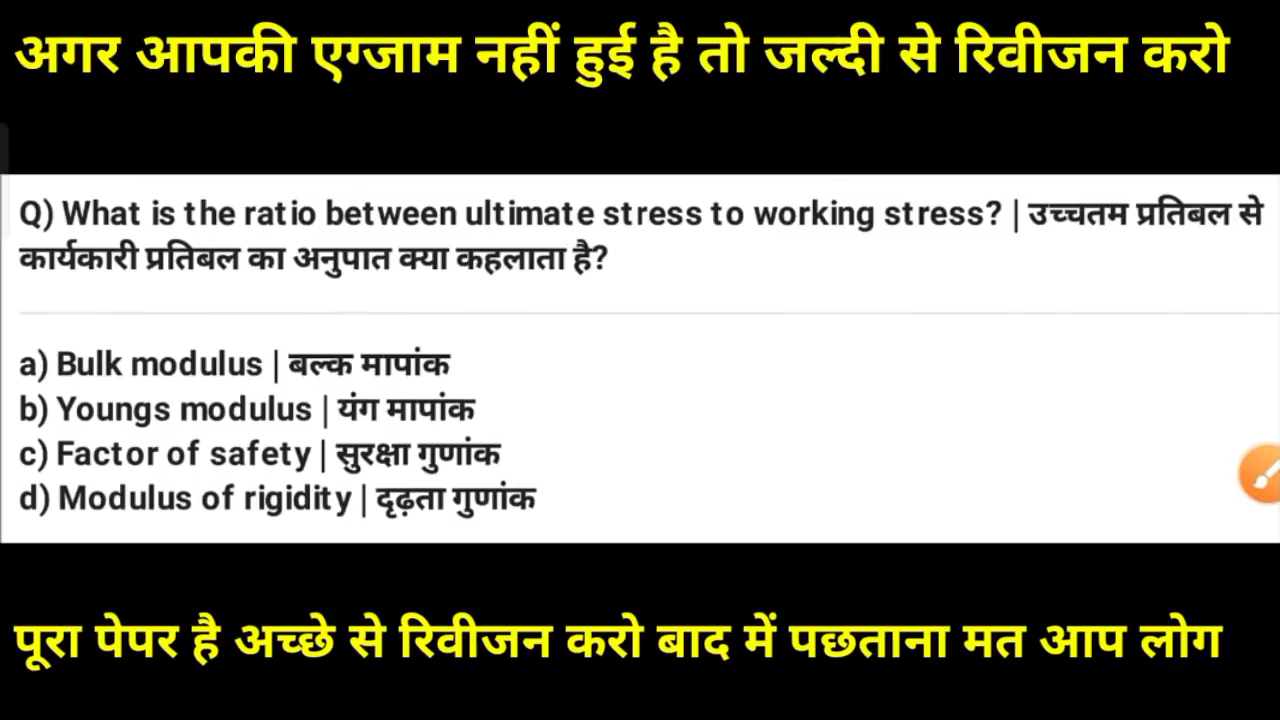 अगर आपकी एग्जाम नहीं हुई है तो जल्दी से रिवीजन करो
Q) What is the ratio between ultimate stress to working stress? | उच्चतम प्रतिबल से
कार्यकारी प्रतिबल का अनुपात क्या कहलाता है?
a) Bulk modulus | बल्क मापांक
b) Youngs modulus | यंग मापांक
c) Factor of safety | सुरक्षा गुणांक
d) Modulus of rigidity | दृढ़ता गुणांक
पूरा पेपर है अच्छे से रिवीजन करो बाद में पछताना मत आप लोग